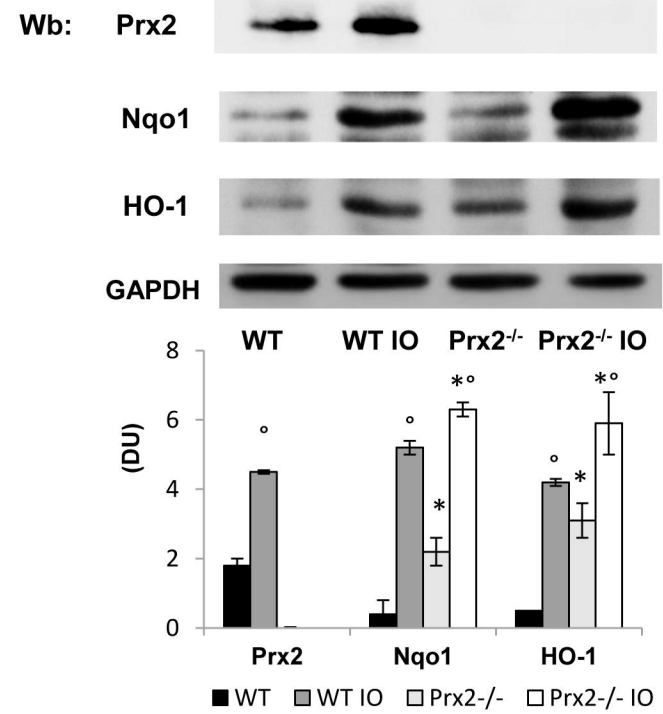 Wb: Prx2
Nqo1
HO-1
GAPDH
WT WT IO Prx2-/- Prx2-/- IO
8
6
4
2
0
(DU)
° ° *° ° * *°
*
Prx2 Nqo1 HO-1
WT WT IO Prx2-/- Prx2-/- IO